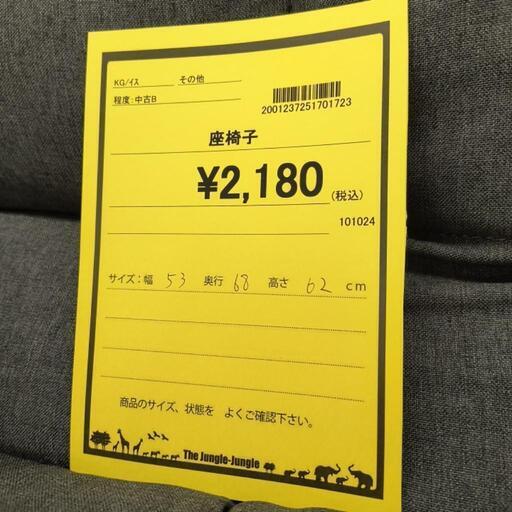 KG/イス その他
程度:中古B
2001237251701723
座椅子
¥2,180 (税込)
101024
サイズ:幅 53 奥行 68 高さ 62 cm
商品のサイズ、状態を よくご確認下さい。
The Jungle-Jungle